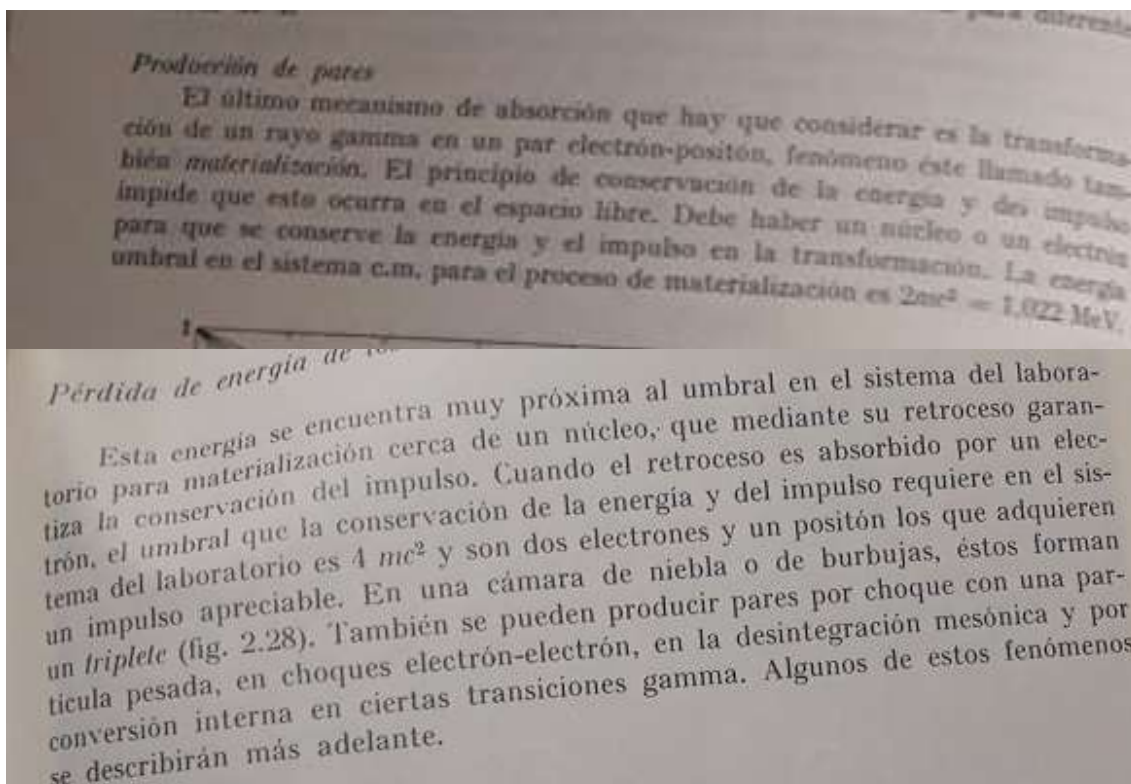 para diferente
Producción de pares
El último mecanismo de absorción que hay que considerar es la transforma-
ción de un rayo gamma en un par electrón-positón, fenómeno éste llamado tam-
bién materialización. El principio de conservación de la energía y del impulso
impide que esto ocurra en el espacio libre. Debe haber un núcleo o un electrón
para que se conserve la energía y el impulso en la transformación. La energía
umbral en el sistema c.m. para el proceso de materialización es 2mc² = 1,022 MeV.
1
Pérdida de energía de
Esta energía se encuentra muy próxima al umbral en el sistema del labora-
torio para materialización cerca de un núcleo, que mediante su retroceso garan-
tiza la conservación del impulso. Cuando el retroceso es absorbido por un elec-
trón, el umbral que la conservación de la energía y del impulso requiere en el sis-
tema del laboratorio es 4 mc² y son dos electrones y un positón los que adquieren
un impulso apreciable. En una cámara de niebla o de burbujas, éstos forman
un triplete (fig. 2.28). También se pueden producir pares por choque con una par-
tícula pesada, en choques electrón-electrón, en la desintegración mesónica y por
conversión interna en ciertas transiciones gamma. Algunos de estos fenómenos
se describirán más adelante.